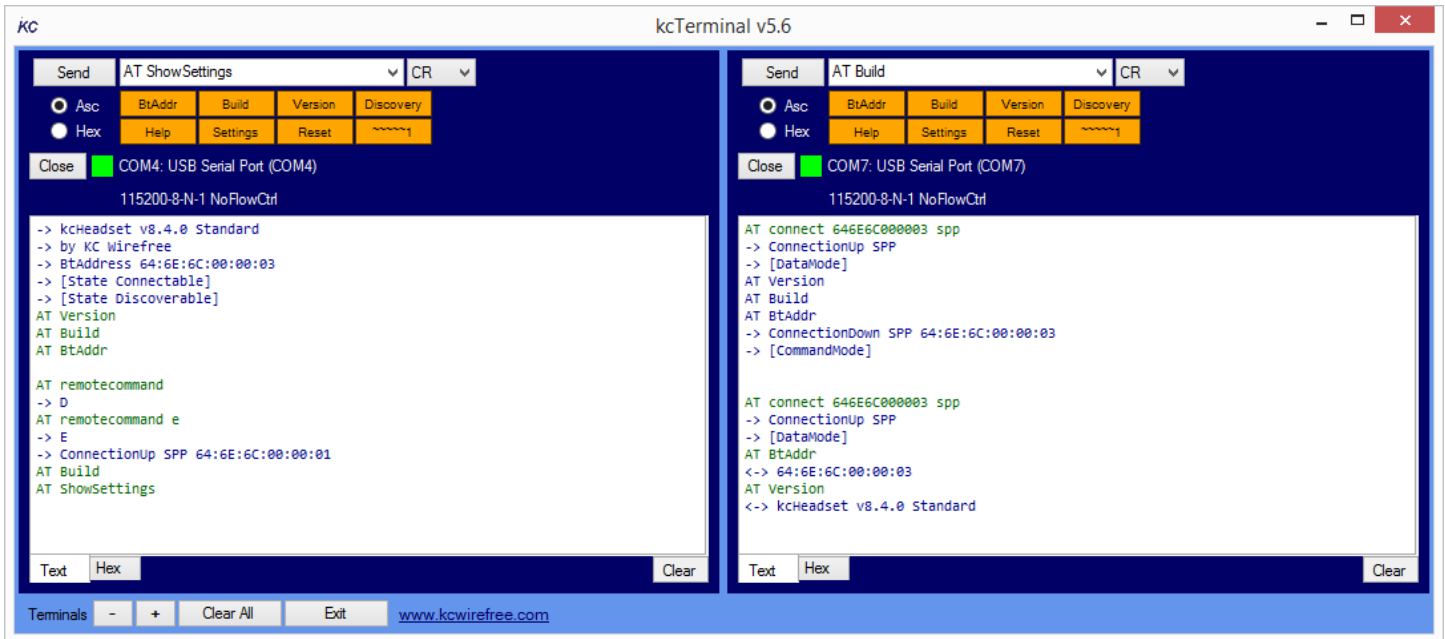 KC
kcTerminal v5.6
Send AT ShowSettings CR
Asc BtAddr Build Version Discovery
Hex Help Settings Reset ~~~~~1
Close COM4: USB Serial Port (COM4)
115200-8-N-1 NoFlowCtrl
-> kcHeadset v8.4.0 Standard
-> by KC Wirefree
-> BtAddress 64:6E:6C:00:00:03
-> [State Connectable]
-> [State Discoverable]
AT Version
AT Build
AT BtAddr
AT remotecommand
-> D
AT remotecommand e
-> E
-> ConnectionUp SPP 64:6E:6C:00:00:01
AT Build
AT ShowSettings
Text Hex Clear
Send AT Build CR
Asc BtAddr Build Version Discovery
Hex Help Settings Reset ~~~~~1
Close COM7: USB Serial Port (COM7)
115200-8-N-1 NoFlowCtrl
AT connect 646E6C000003 spp
-> ConnectionUp SPP
-> [DataMode]
AT Version
AT Build
AT BtAddr
-> ConnectionDown SPP 64:6E:6C:00:00:03
-> [CommandMode]
AT connect 646E6C000003 spp
-> ConnectionUp SPP
-> [DataMode]
AT BtAddr
<-> 64:6E:6C:00:00:03
AT Version
<-> kcHeadset v8.4.0 Standard
Text Hex Clear
Terminals - + Clear All Exit www.kcwirefree.com